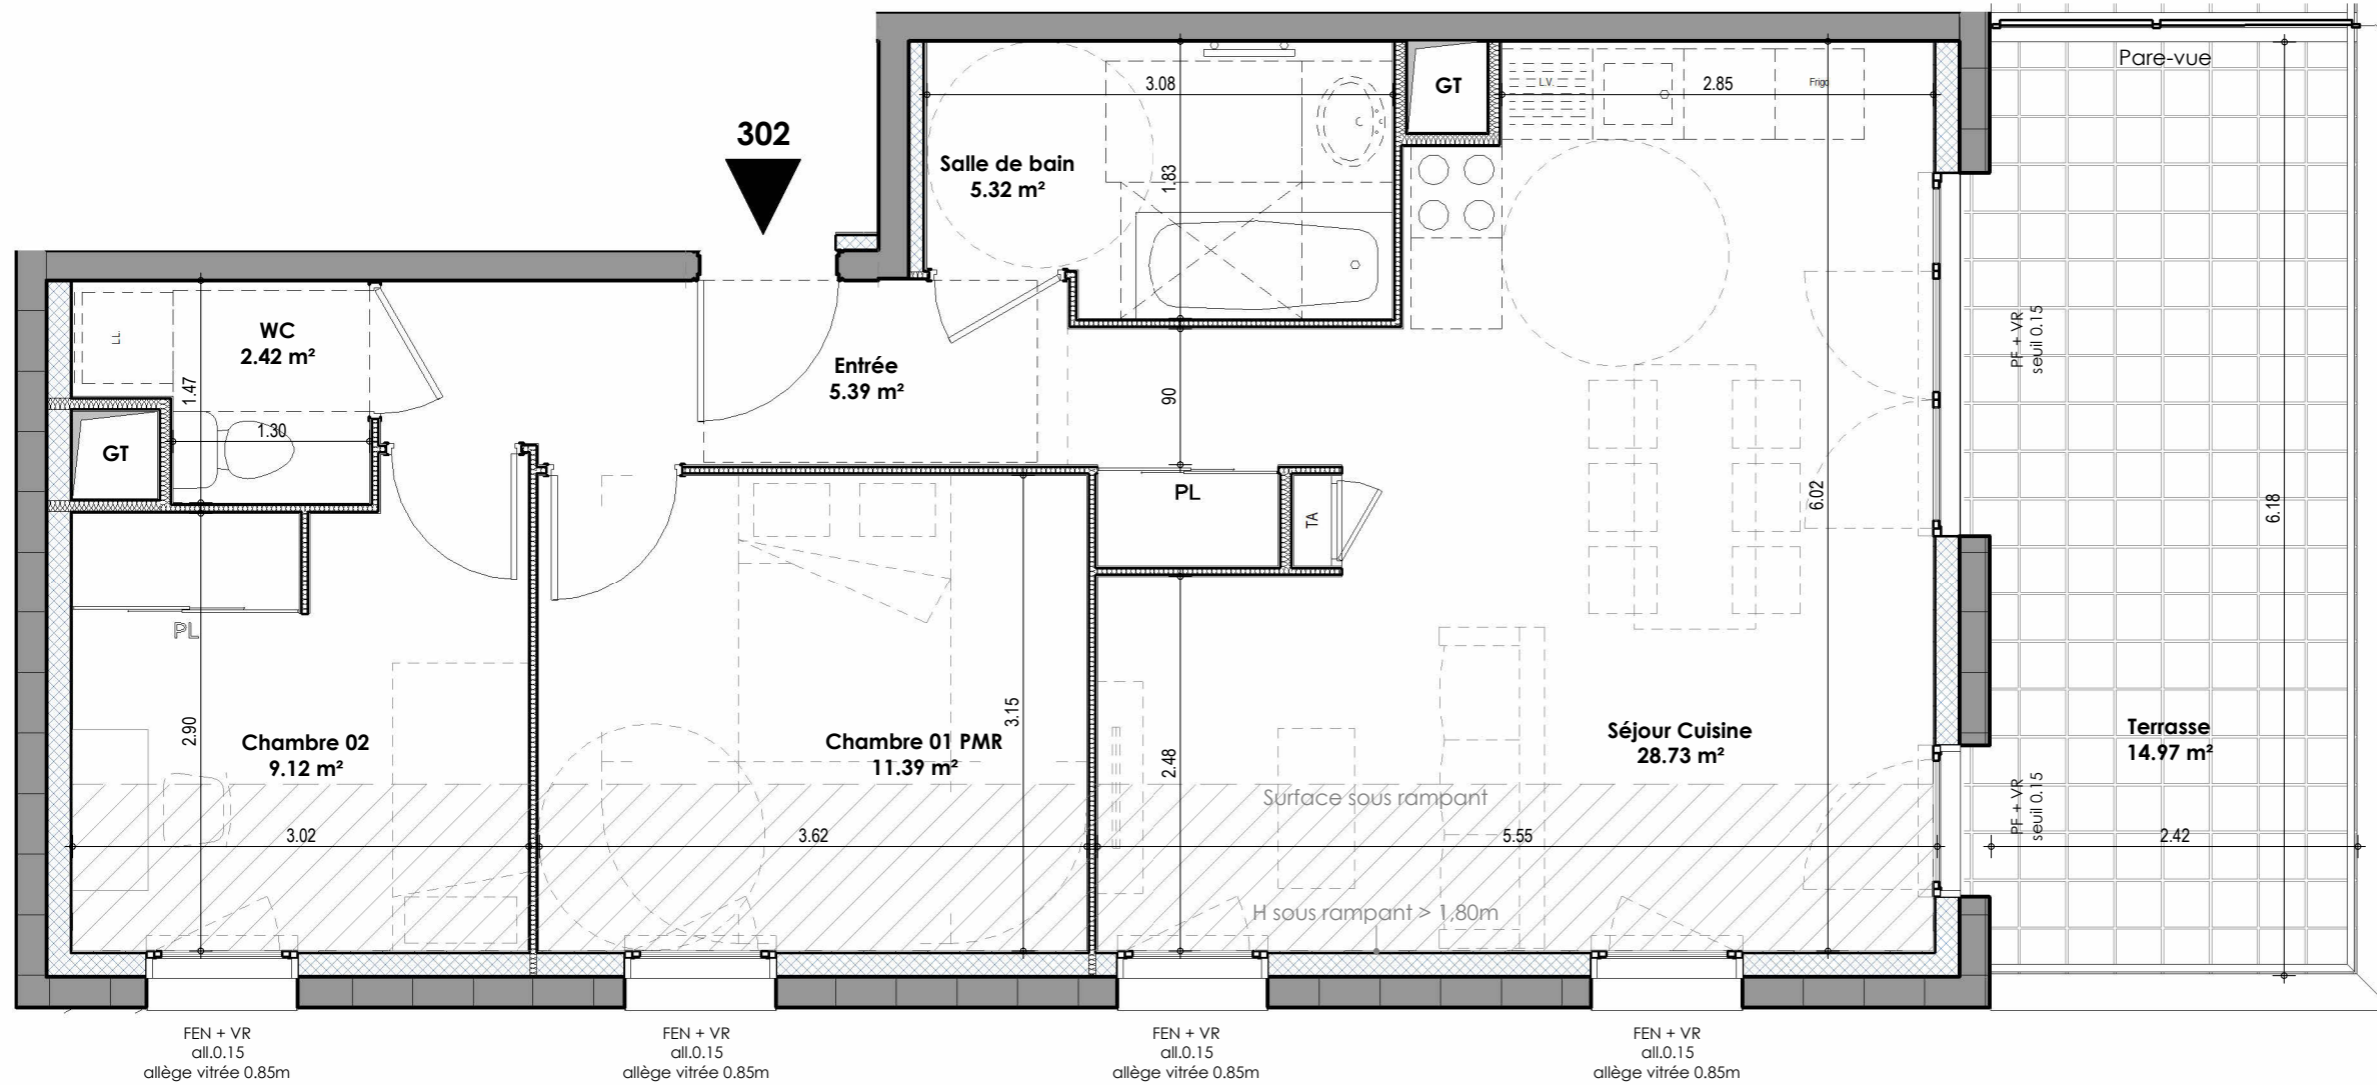 Pare-vue
3.08
GT
L.V.
2.85
Frigo
302
Salle de bain
5.32 m²
1.83
LL
WC
2.42 m²
1.47
Entrée
5.39 m²
90
PF + VR
seuil 0.15
1.30
GT
PL
TA
6.02
6.18
PL
2.90
Chambre 02
9.12 m²
3.15
Chambre 01 PMR
11.39 m²
2.48
Séjour Cuisine
28.73 m²
Terrasse
14.97 m²
Surface sous rampant
PF + VR
seuil 0.15
3.02
3.62
5.55
2.42
H sous rampant > 1,80m
FEN + VR
all.0.15
allège vitrée 0.85m
FEN + VR
all.0.15
allège vitrée 0.85m
FEN + VR
all.0.15
allège vitrée 0.85m
FEN + VR
all.0.15
allège vitrée 0.85m